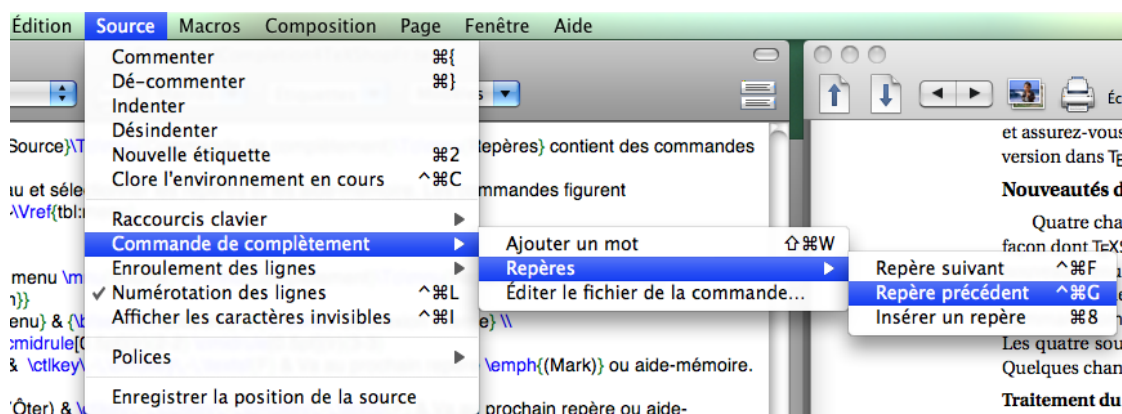 Édition Source Macros Composition Page Fenêtre Aide
Commenter ⌘{
Dé-commenter ⌘}
Indenter
Désindenter
Nouvelle étiquette ⌘2
Clore l'environnement en cours ^⌘C
Raccourcis clavier ▶
Commande de complètement ▶
Enroulement des lignes ▶
✓ Numérotation des lignes ^⌘L
Afficher les caractères invisibles ^⌘I
Polices ▶
Enregistrer la position de la source
Ajouter un mot ⇧⌘W
Repères ▶
Éditer le fichier de la commande...
Repère suivant ^⌘F
Repère précédent ^⌘G
Insérer un repère ⌘8
Source}\T
Repères} contient des commandes
au et séle
mmandes figurent
\Vref{tbl:
menu \m
n}}
enu} & {\b
e} \\
cmidrule[
& \ctlkey\
\emph{(Mark)} ou aide-mémoire.
Ôter) & \
prochain repère ou aide-
et assurez-vous
version dans
Nouveautés d
Quatre cha
façon dont TeXS
Les quatre sou
Quelques chan
Traitement du